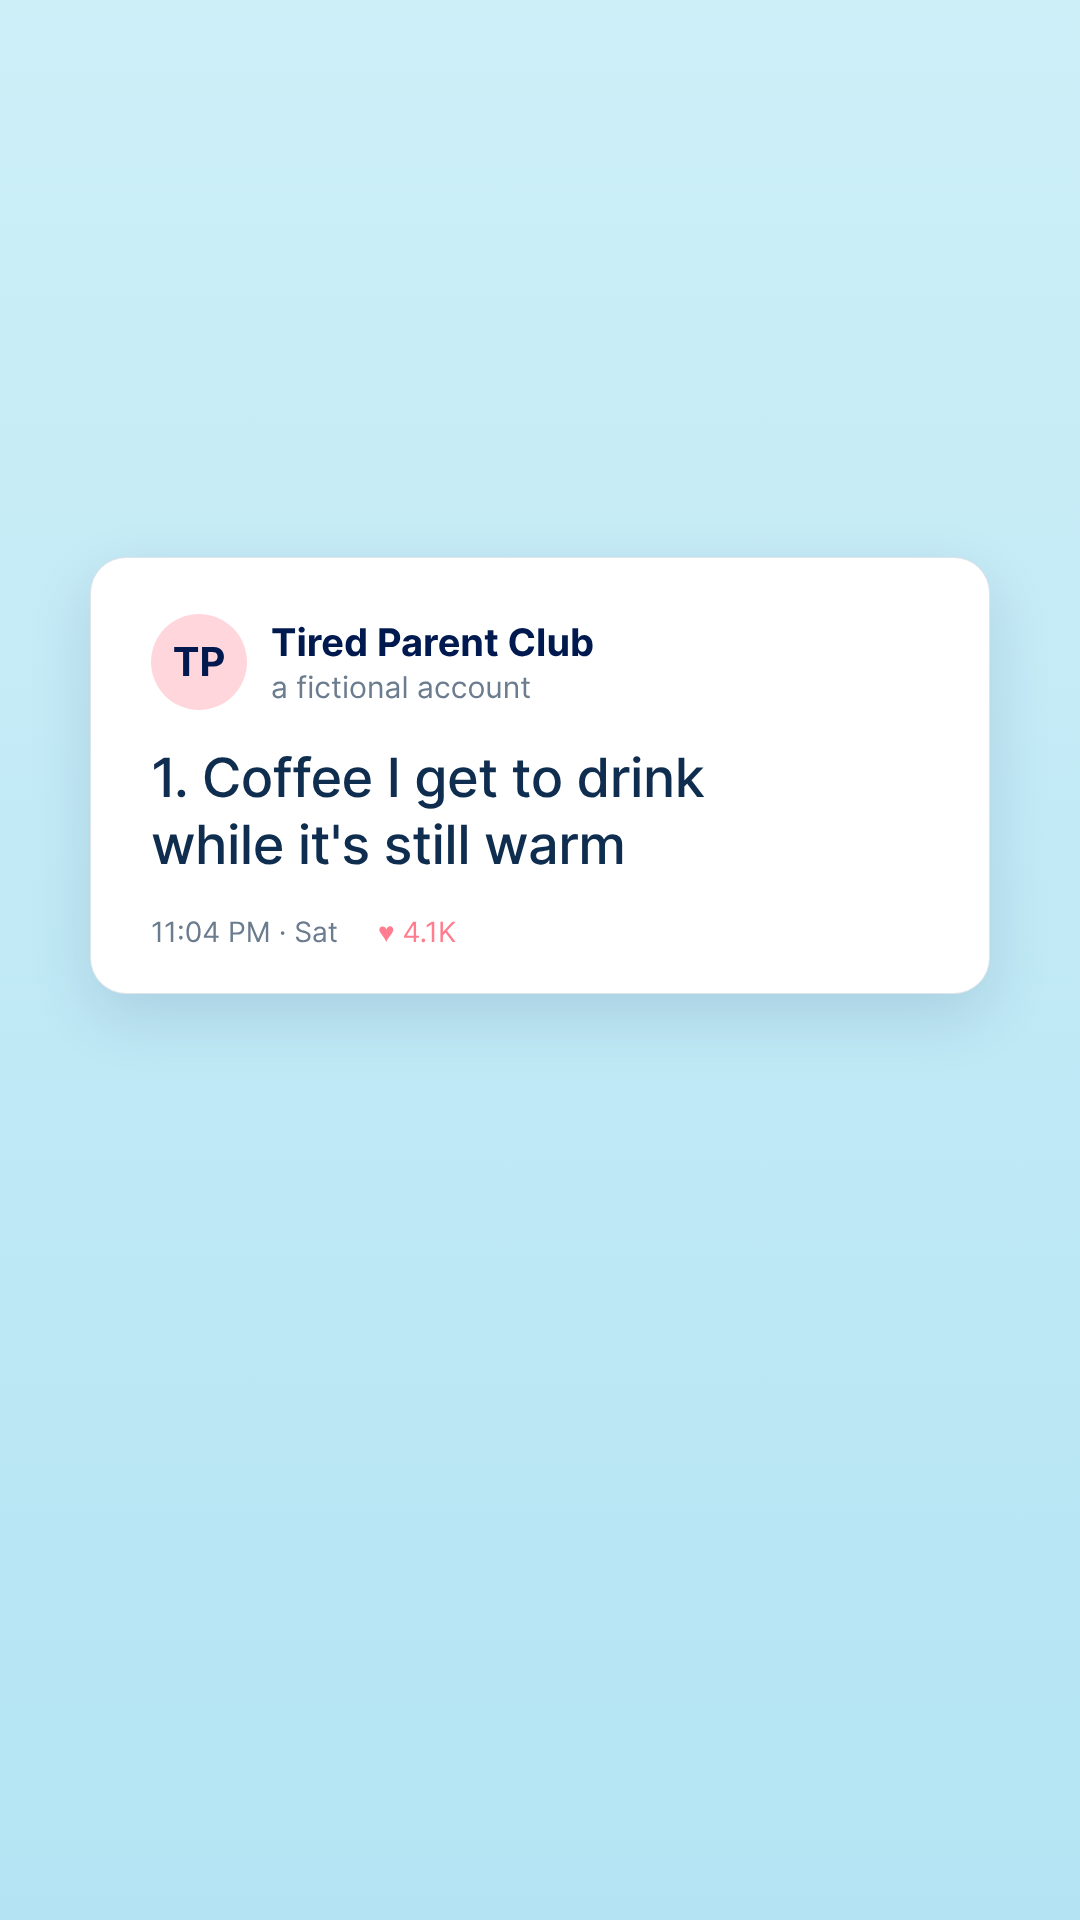 TP
Tired Parent Club
a fictional account
1. Coffee I get to drink
while it's still warm
11:04 PM · Sat ♥ 4.1K